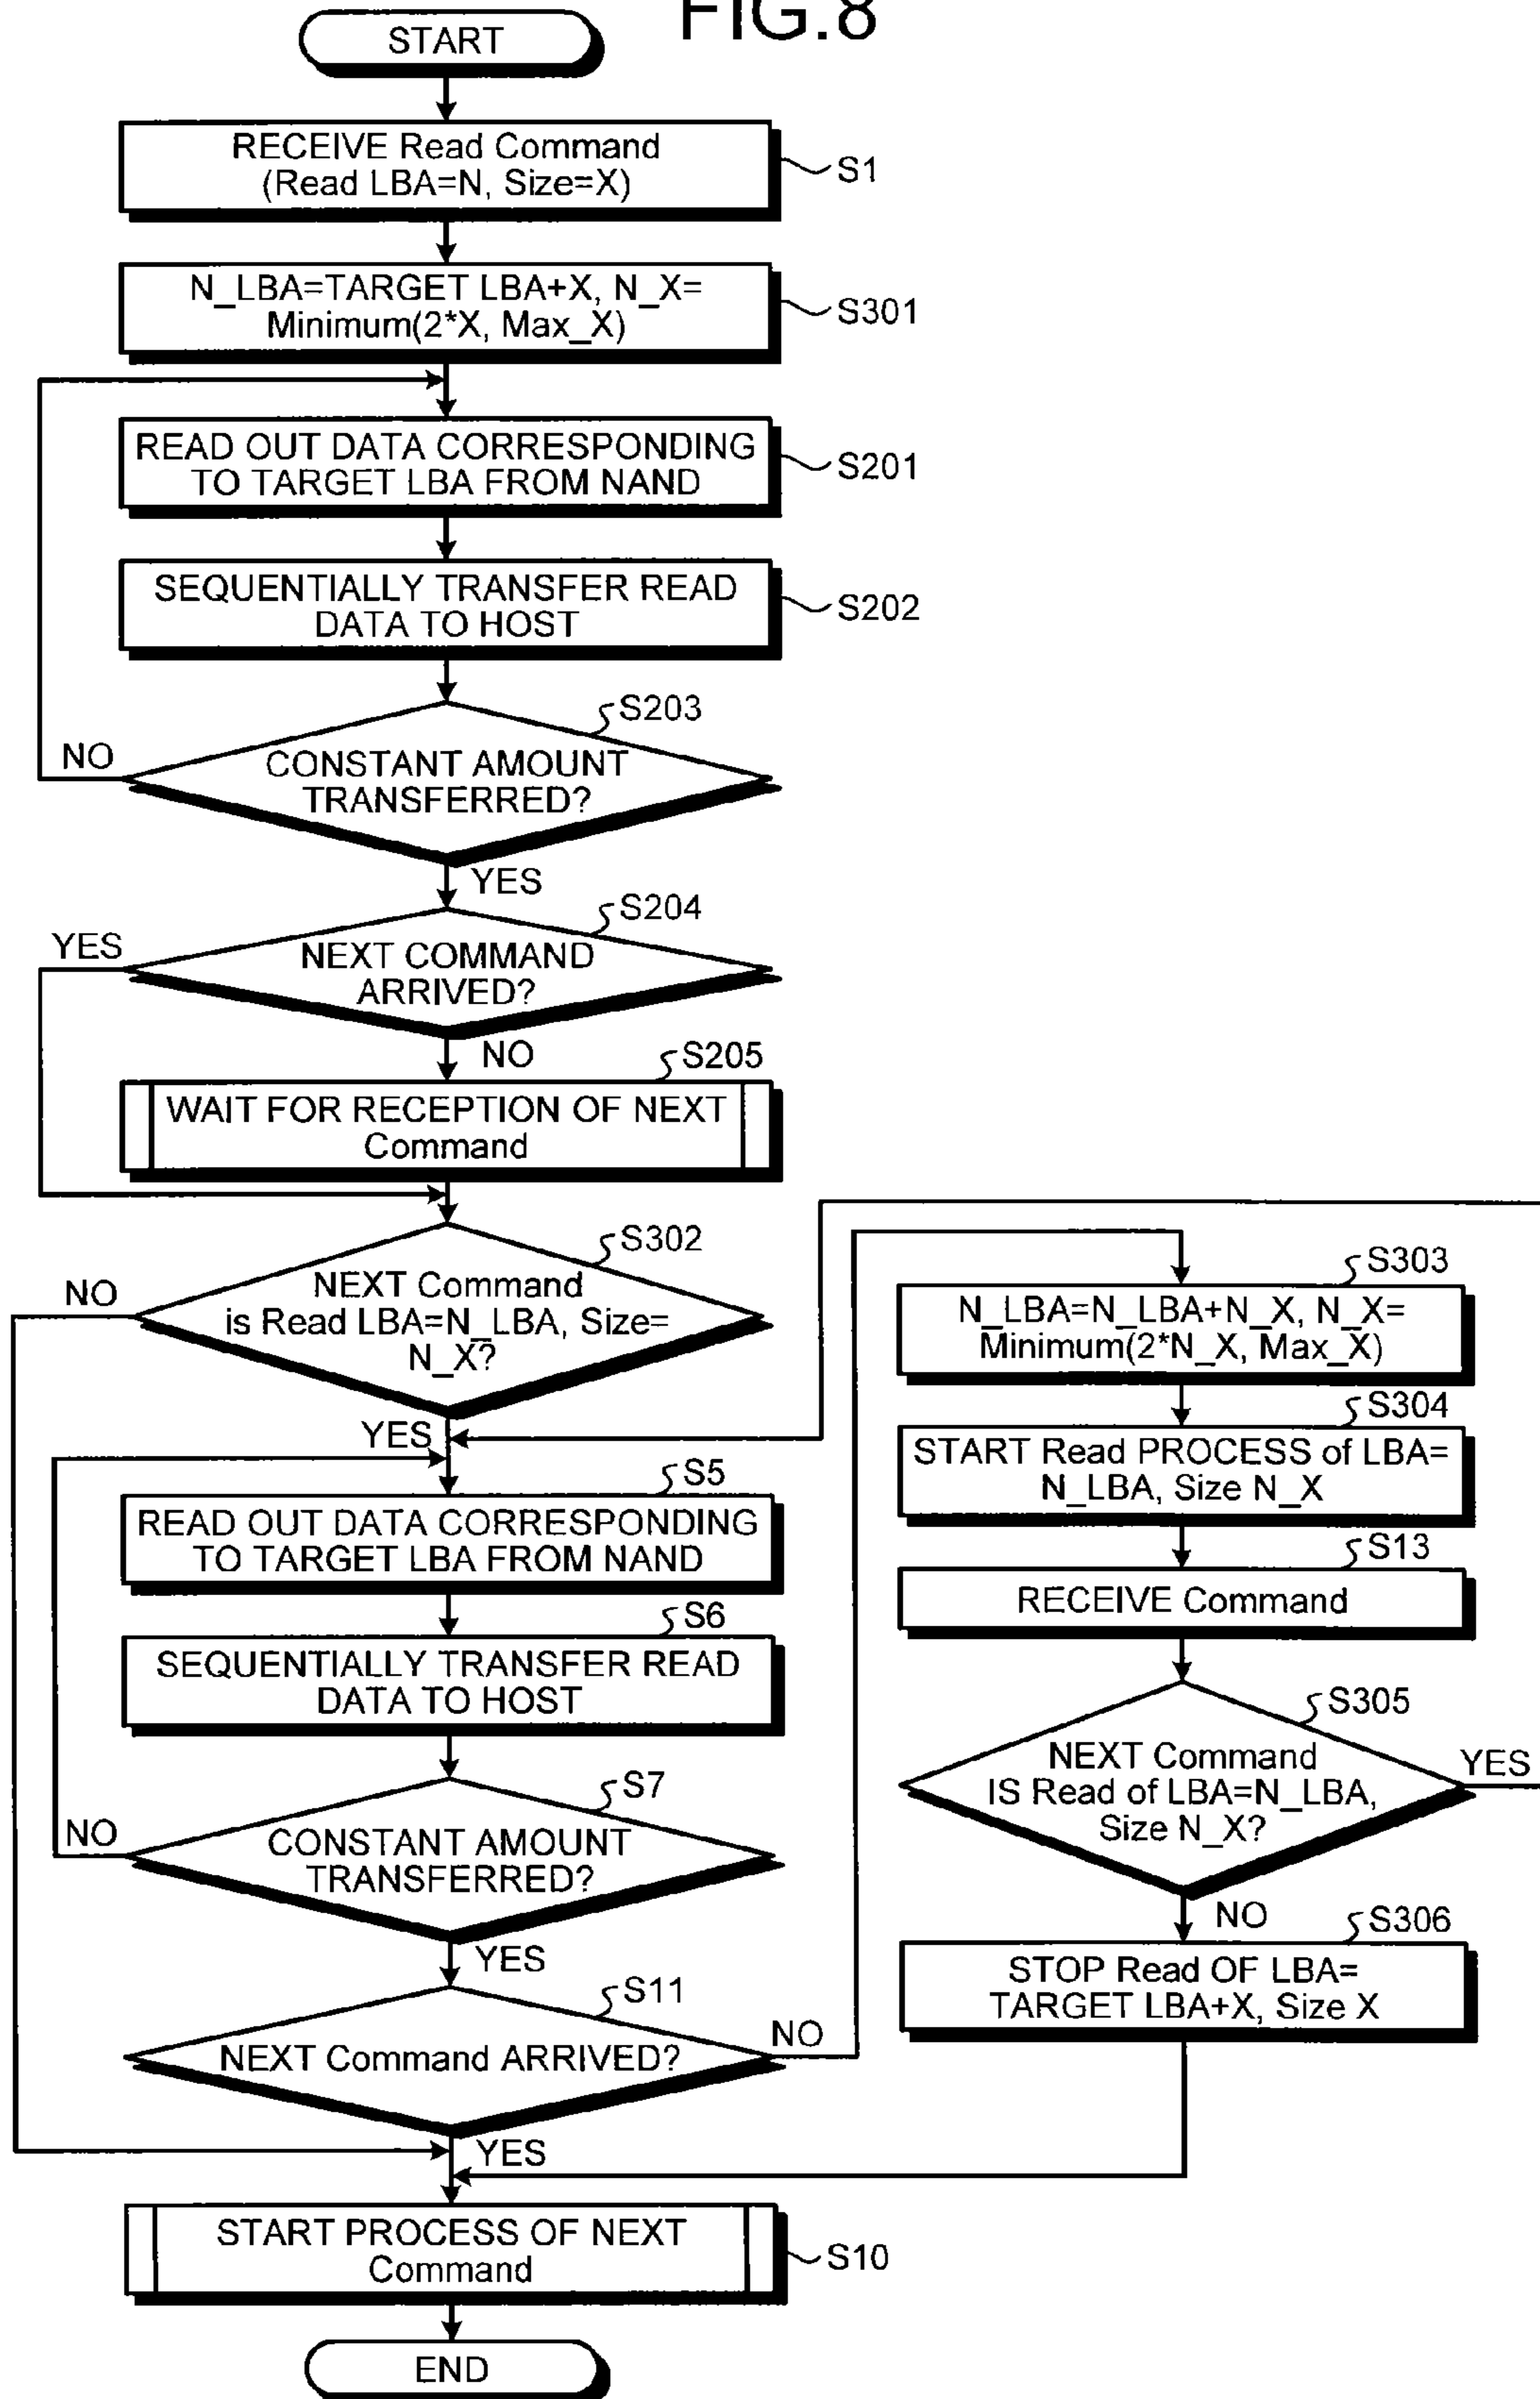 FIG.8
START
RECEIVE Read Command
(Read LBA=N, Size=X)
S1
N_LBA=TARGET LBA+X, N_X=
Minimum(2*X, Max_X)
S301
READ OUT DATA CORRESPONDING
TO TARGET LBA FROM NAND
S201
SEQUENTIALLY TRANSFER READ
DATA TO HOST
S202
S203
CONSTANT AMOUNT
TRANSFERRED?
NO
YES
S204
NEXT COMMAND
ARRIVED?
YES
NO
S205
WAIT FOR RECEPTION OF NEXT
Command
S302
NEXT Command
is Read LBA=N_LBA, Size=
N_X?
NO
YES
S5
READ OUT DATA CORRESPONDING
TO TARGET LBA FROM NAND
S6
SEQUENTIALLY TRANSFER READ
DATA TO HOST
S7
CONSTANT AMOUNT
TRANSFERRED?
NO
YES
S11
NEXT Command ARRIVED?
NO
YES
S303
N_LBA=N_LBA+N_X, N_X=
Minimum(2*N_X, Max_X)
S304
START Read PROCESS of LBA=
N_LBA, Size N_X
S13
RECEIVE Command
S305
NEXT Command
IS Read of LBA=N_LBA,
Size N_X?
YES
NO
S306
STOP Read OF LBA=
TARGET LBA+X, Size X
START PROCESS OF NEXT
Command
S10
END